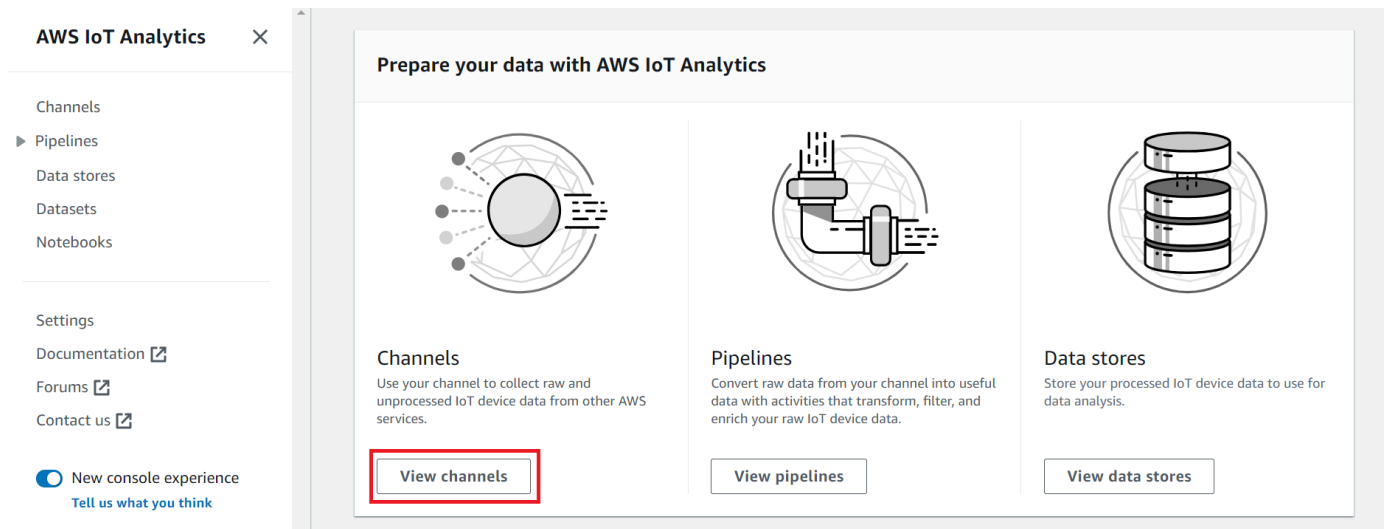 AWS IoT Analytics
Channels
Pipelines
Data stores
Datasets
Notebooks
Settings
Documentation
Forums
Contact us
New console experience
Tell us what you think
Prepare your data with AWS IoT Analytics
Channels
Use your channel to collect raw and
unprocessed IoT device data from other AWS
services.
View channels
Pipelines
Convert raw data from your channel into useful
data with activities that transform, filter, and
enrich your raw IoT device data.
View pipelines
Data stores
Store your processed IoT device data to use for
data analysis.
View data stores